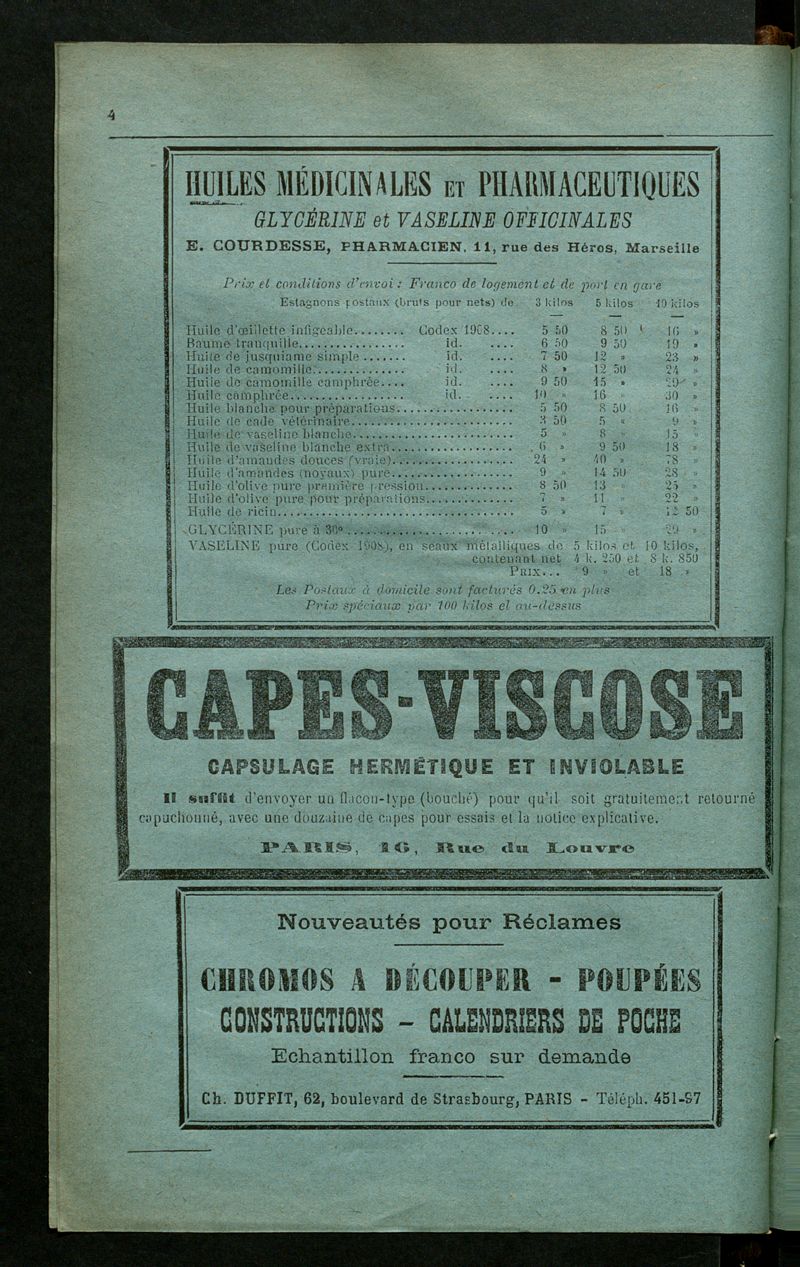 4
HUILES MÉDICINALES ET PHARMACEUTIQUES
GLYCÉRINE et VASELINE OFFICINALES
E. COURDESSE, PHARMACIEN, 11, rue des Héros, Marseille
Prix et conditions d'envoi : Franco de logement et de port en gare
Estagnons postaux (bruts pour nets) de 3 kilos 5 kilos 10 kilos
Huile d'œillette infigeable........ Codex 1908.... 5 50 8 50 16 »
Baume tranquille.................. id. .... 6 50 9 50 19 »
Huile de jusquiame simple....... id. .... 7 50 12 » 23 »
Huile de camomille............... id. .... 8 » 12 50 24 »
Huile de camomille camphrée.... id. .... 9 50 15 » 29 »
Huile camphrée.................... id. .... 10 » 16 » 30 »
Huile blanche pour préparations.................... 5 50 8 50 16 »
Huile de cade vétérinaire.......................... 3 50 5 » 9 »
Huile de vaseline blanche.......................... 5 » 8 » 15 »
Huile de vaseline blanche extra.................... 6 » 9 50 18 »
Huile d'amandes douces (vraie).................... 24 » 40 » 78 »
Huile d'amandes (noyaux) pure.................... 9 » 14 50 28 »
Huile d'olive pure première pression............... 8 50 13 » 25 »
Huile d'olive pure pour préparations............... 7 » 11 » 22 »
Huile de ricin..................................... 5 » 7 » 12 50
GLYCÉRINE pure à 30°............................ 10 » 15 » 29 »
VASELINE pure (Codex 1908), en seaux métalliques de 5 kilos et 10 kilos,
contenant net 4 k. 250 et 8 k. 850
PRIX... 9 » et 18 »
Les Postaux à domicile sont facturés 0.25 en plus
Prix spéciaux par 100 kilos et au-dessus
CAPES-VISCOSE
CAPSULAGE HERMÉTIQUE ET INVIOLABLE
Il suffit d'envoyer un flacon-type (bouché) pour qu'il soit gratuitement retourné
capuchonné, avec une douzaine de capes pour essais et la notice explicative.
PARIS, 16, Rue du Louvre
Nouveautés pour Réclames
CHROMOS A DÉCOUPER - POUPÉES
CONSTRUCTIONS - CALENDRIERS DE POCHE
Echantillon franco sur demande
Ch. DUFFIT, 62, boulevard de Strasbourg, PARIS - Téléph. 451-97